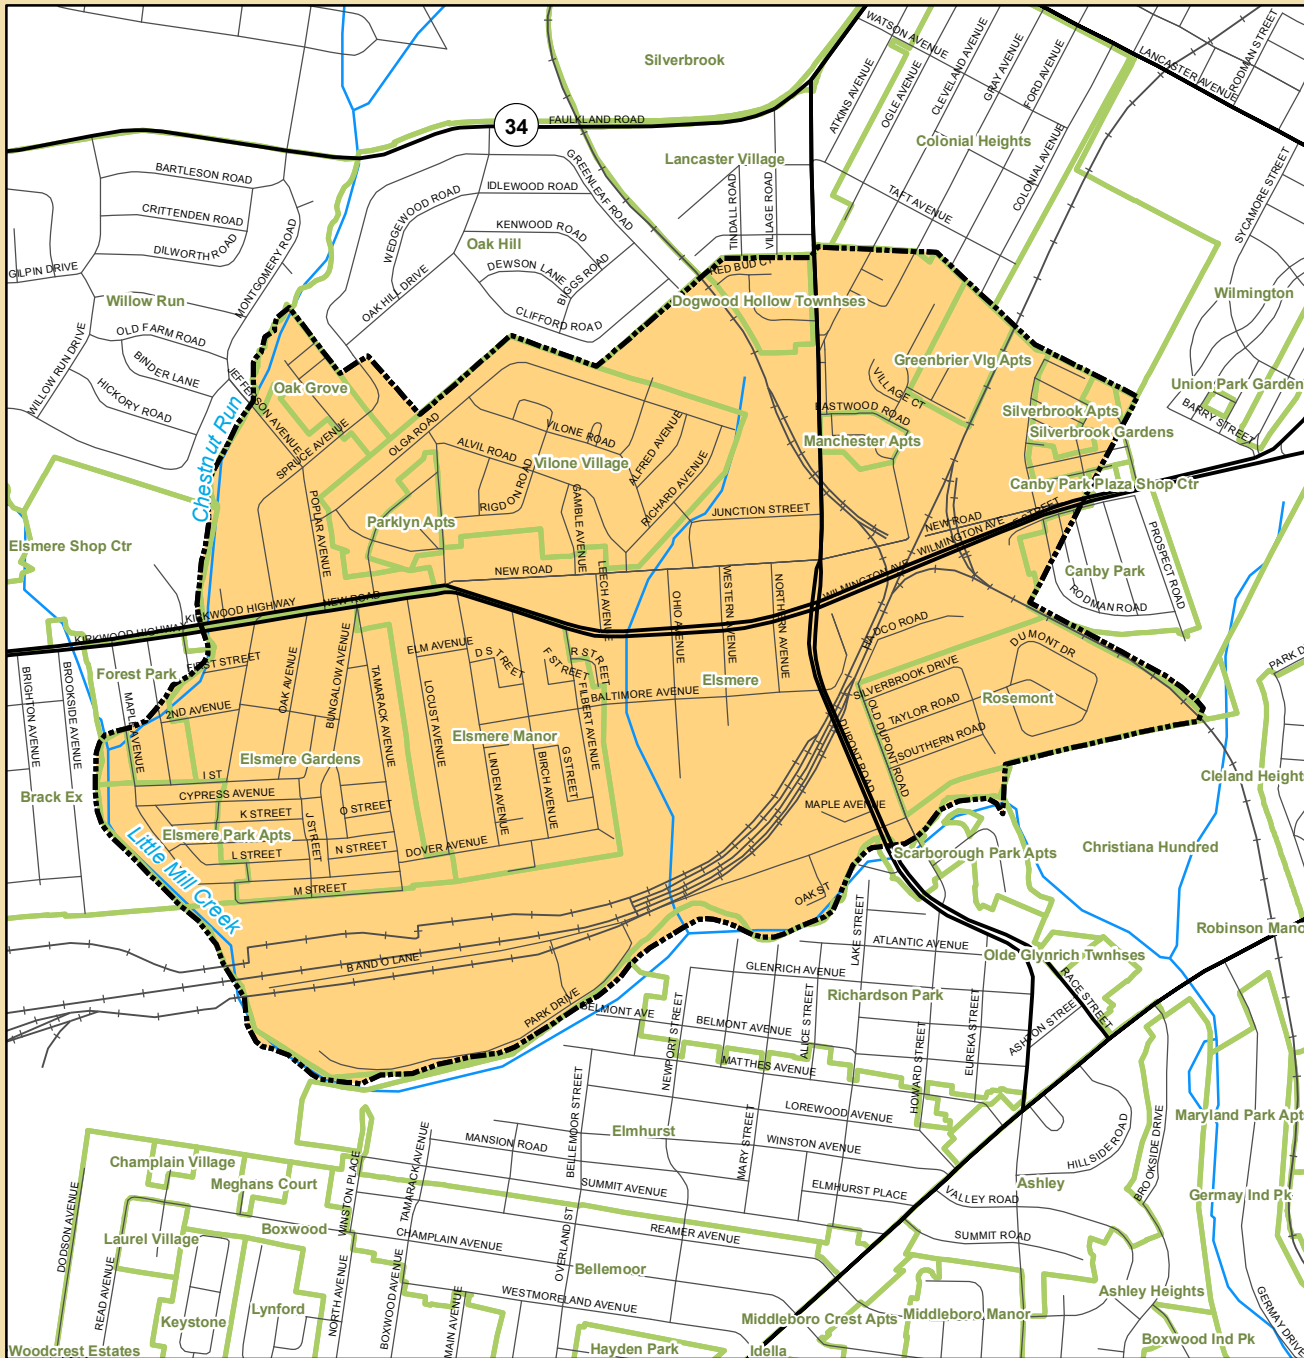 Silverbrook
WATSON AVENUE
LANCASTER AVENUE
RODMAN STREET
ATKINS AVENUE
OGLE AVENUE
CLEVELAND AVENUE
GRAY AVENUE
FORD AVENUE
34
FAULKLAND ROAD
Colonial Heights
Lancaster Village
BARTLESON ROAD
CRITTENDEN ROAD
DILWORTH ROAD
GILPIN DRIVE
MONTGOMERY ROAD
WEDGEWOOD ROAD
IDLEWOOD ROAD
GREENLEAF ROAD
KENWOOD ROAD
Oak Hill
DEWSON LANE
BIGGS ROAD
OAK HILL DRIVE
CLIFFORD ROAD
TINDALL ROAD
VILLAGE ROAD
TAFT AVENUE
COLONIAL AVENUE
SYCAMORE STREET
RED BUD CT
Willow Run
OLD FARM ROAD
BINDER LANE
HICKORY ROAD
WILLOW RUN DRIVE
JEFFERSON AVENUE
Dogwood Hollow Townhses
Wilmington
Greenbrier Vlg Apts
VILLAGE CT
Union Park Garden
BARRY STREET
Oak Grove
SPRUCE AVENUE
OLGA ROAD
EASTWOOD ROAD
Silverbrook Apts
Silverbrook Gardens
Manchester Apts
Chestnut Run
ALVIL ROAD
VILONE ROAD
Vilone Village
ALFRED AVENUE
RICHARD AVENUE
RIGDON ROAD
GAMBLE AVENUE
POPLAR AVENUE
Parklyn Apts
JUNCTION STREET
Canby Park Plaza Shop Ctr
NEW ROAD
WILMINGTON AVE
PROSPECT ROAD
Elsmere Shop Ctr
NEW ROAD
LEECH AVENUE
Canby Park
RODMAN ROAD
KIRKWOOD HIGHWAY
KIRKWOOD HIGHWAY
NEW ROAD
OHIO AVENUE
WESTERN AVENUE
NORTHERN AVENUE
WILMINGTON AVE
HADCO ROAD
DUMONT DR
PARK D
FIRST STREET
Forest Park
2ND AVENUE
OAK AVENUE
BUNGALOW AVENUE
TAMARACK AVENUE
ELM AVENUE
D STREET
F STREET
R STREET
BALTIMORE AVENUE
Elsmere
SILVERBROOK DRIVE
TAYLOR ROAD
SOUTHERN ROAD
Rosemont
BRIGHTON AVENUE
BROOKSIDE AVENUE
MAPLE AVENUE
LOCUST AVENUE
Elsmere Manor
FILBERT AVENUE
G STREET
LINDEN AVENUE
BIRCH AVENUE
DUPONT ROAD
OLD DUPONT ROAD
Elsmere Gardens
I ST
CYPRESS AVENUE
Cleland Height
Brack Ex
K STREET
J STREET
O STREET
MAPLE AVENUE
Elsmere Park Apts
L STREET
N STREET
DOVER AVENUE
Scarborough Park Apts
Christiana Hundred
M STREET
OAK ST
Little Mill Creek
LAKE STREET
ATLANTIC AVENUE
Robinson Mano
B AND O LANE
GLENRICH AVENUE
Olde Glynrich Twnhses
RACE STREET
Richardson Park
PARK DRIVE
BELMONT AVE
BELMONT AVENUE
NEWPORT STREET
ALICE STREET
HOWARD STREET
EUREKA STREET
ASHTON STREE
MATTHES AVENUE
LOREWOOD AVENUE
Maryland Park Apt
BELLEMOOR STREET
Elmhurst
MARY STREET
WINSTON AVENUE
MANSION ROAD
TAMARACK AVENUE
HILLSIDE ROAD
BROOKSIDE DRIVE
Champlain Village
Meghans Court
WINSTON PLACE
SUMMIT AVENUE
ELMHURST PLACE
VALLEY ROAD
Ashley
Germay Ind Pk
DODSON AVENUE
Laurel Village
Boxwood
CHAMPLAIN AVENUE
OVERLAND ST
REAMER AVENUE
SUMMIT ROAD
Bellemoor
READ AVENUE
NORTH AVENUE
BOXWOOD AVENUE
MAIN AVENUE
WESTMORELAND AVENUE
Ashley Heights
GERMAY DRIVE
Keystone
Lynford
Middleboro Crest Apts
Middleboro Manor
Woodcrest Estates
Hayden Park
Idella
Boxwood Ind Pk